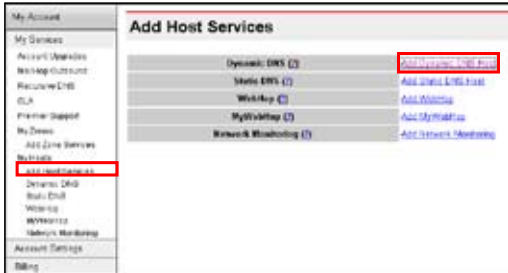 My Account
My Services
Account Upgrades
MailHop Outbound
Recursive DNS
SLA
Premier Support
My Zones
Add Zone Services
My Hosts
Add Host Services
Dynamic DNS
Static DNS
WebHop
MyWebHop
Network Monitoring
Account Settings
Billing
Add Host Services
Dynamic DNS (?) Add Dynamic DNS Host
Static DNS (?) Add Static DNS Host
WebHop (?) Add WebHop
MyWebHop (?) Add MyWebHop
Network Monitoring (?) Add Network Monitoring